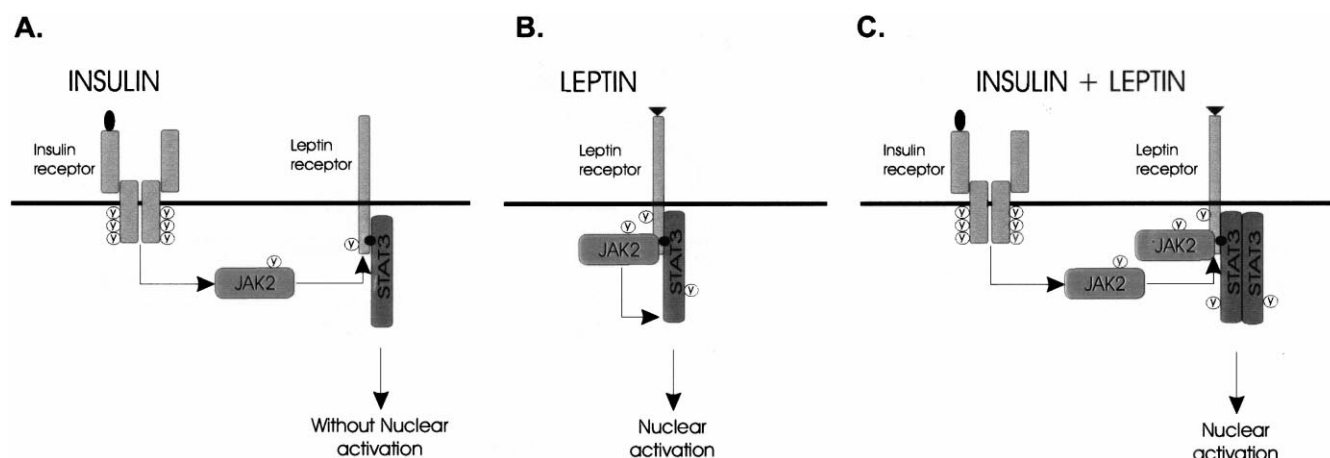 A.
INSULIN
Insulin
receptor
Leptin
receptor
Y
Y
Y
Y
Y
Y
Y
JAK2
Y
STAT3
Without Nuclear
activation
B.
LEPTIN
Leptin
receptor
Y
Y
JAK2
STAT3
Y
Nuclear
activation
C.
INSULIN + LEPTIN
Insulin
receptor
Leptin
receptor
Y
Y
Y
Y
Y
Y
Y
Y
JAK2
Y
JAK2
STAT3
STAT3
Y
Y
Nuclear
activation